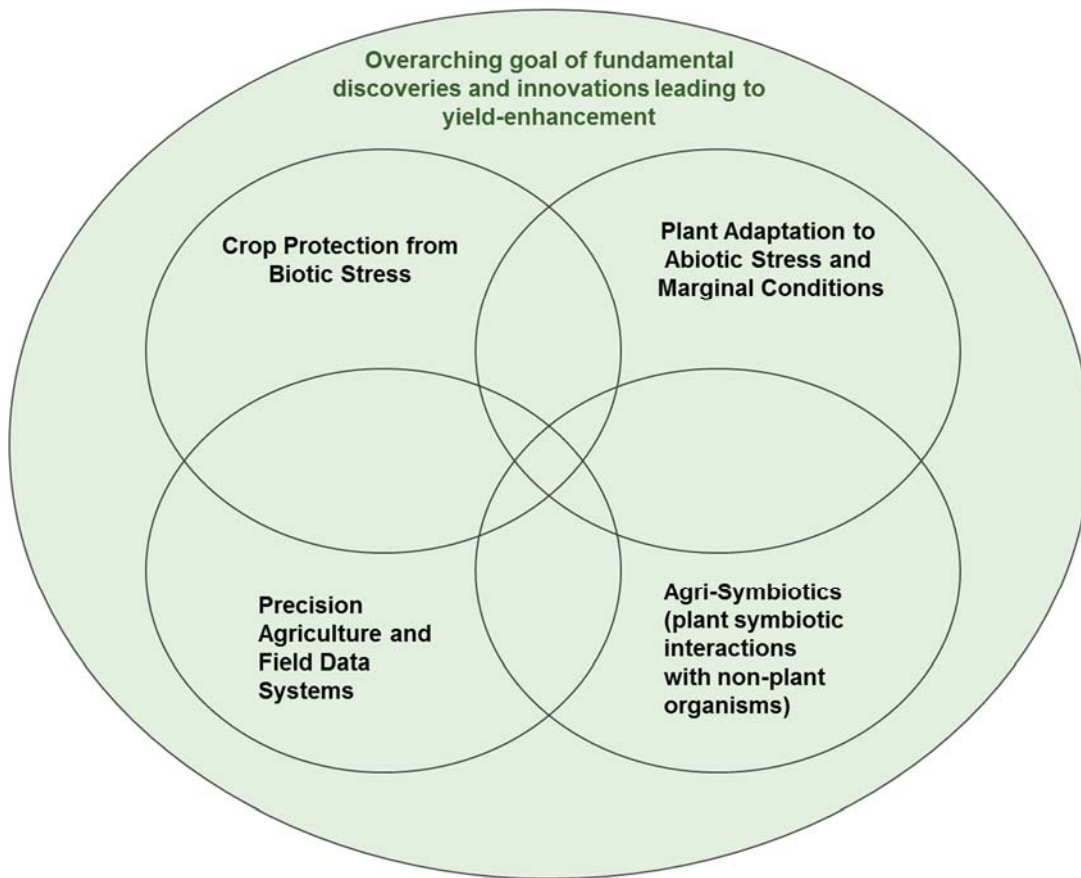 Overarching goal of fundamental
discoveries and innovations leading to
yield-enhancement
Crop Protection from
Biotic Stress
Plant Adaptation to
Abiotic Stress and
Marginal Conditions
Precision
Agriculture and
Field Data
Systems
Agri-Symbiotics
(plant symbiotic
interactions
with non-plant
organisms)